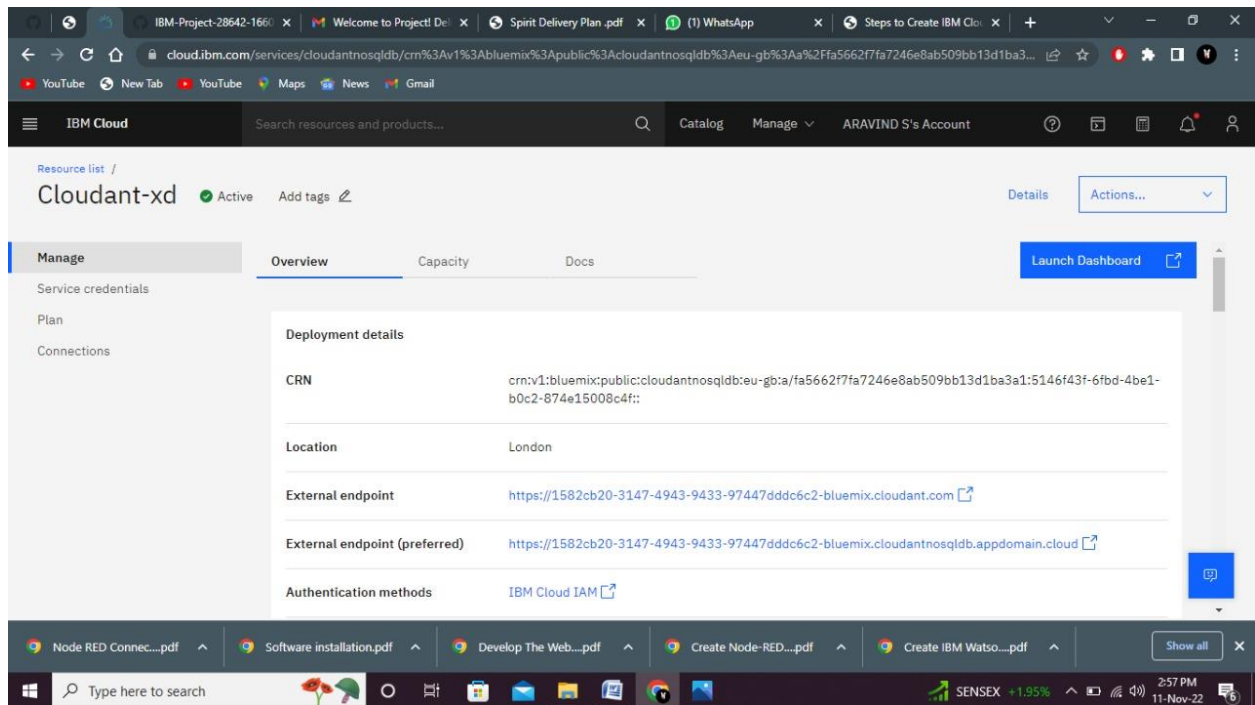 IBM-Project-28642-1660
Welcome to Project! Del
Spirit Delivery Plan .pdf
(1) WhatsApp
Steps to Create IBM Clou
cloud.ibm.com/services/cloudantnosqldb/crn%3Av1%3Abluemix%3Apublic%3Acloudantnosqldb%3Aeu-gb%3Aa%2Ffa5662f7fa7246e8ab509bb13d1ba3...
YouTube New Tab YouTube Maps News Gmail
IBM Cloud Search resources and products... Catalog Manage ARAVIND S's Account
Resource list /
Cloudant-xd Active Add tags Details Actions...
Manage
Service credentials
Plan
Connections
Overview Capacity Docs Launch Dashboard
Deployment details
CRN crn:v1:bluemix:public:cloudantnosqldb:eu-gb:a/fa5662f7fa7246e8ab509bb13d1ba3a1:5146f43f-6fbd-4be1-
b0c2-874e15008c4f::
Location London
External endpoint https://1582cb20-3147-4943-9433-97447dddc6c2-bluemix.cloudant.com
External endpoint (preferred) https://1582cb20-3147-4943-9433-97447dddc6c2-bluemix.cloudantnosqldb.appdomain.cloud
Authentication methods IBM Cloud IAM
Node RED Connec....pdf Software installation.pdf Develop The Web....pdf Create Node-RED....pdf Create IBM Watso....pdf Show all
Type here to search SENSEX +1.95% 2:57 PM
11-Nov-22 6